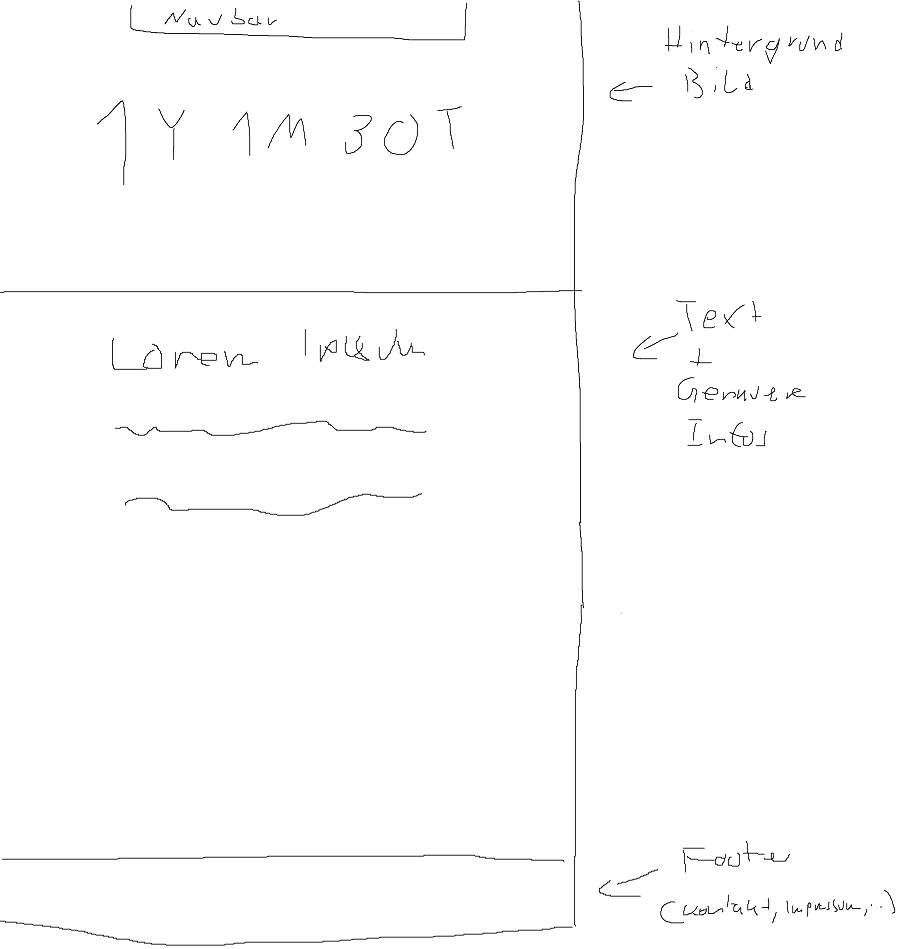 Navbar
Hintergrund
Bild
1Y 1M 30T
Text
+
Genauere
Infos
Lorem Ipsum
Footer
(Kontakt, Impressum, ..)